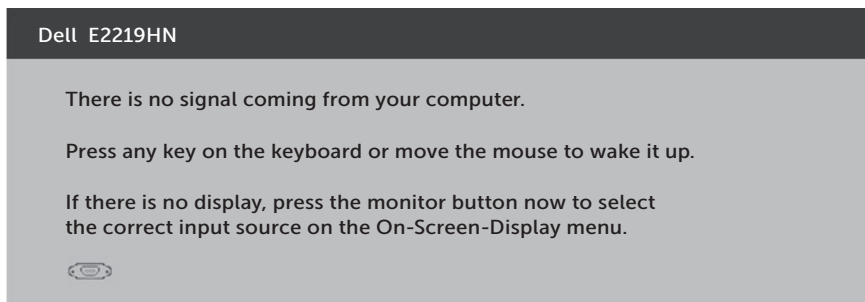 Dell E2219HN
There is no signal coming from your computer.
Press any key on the keyboard or move the mouse to wake it up.
If there is no display, press the monitor button now to select
the correct input source on the On-Screen-Display menu.